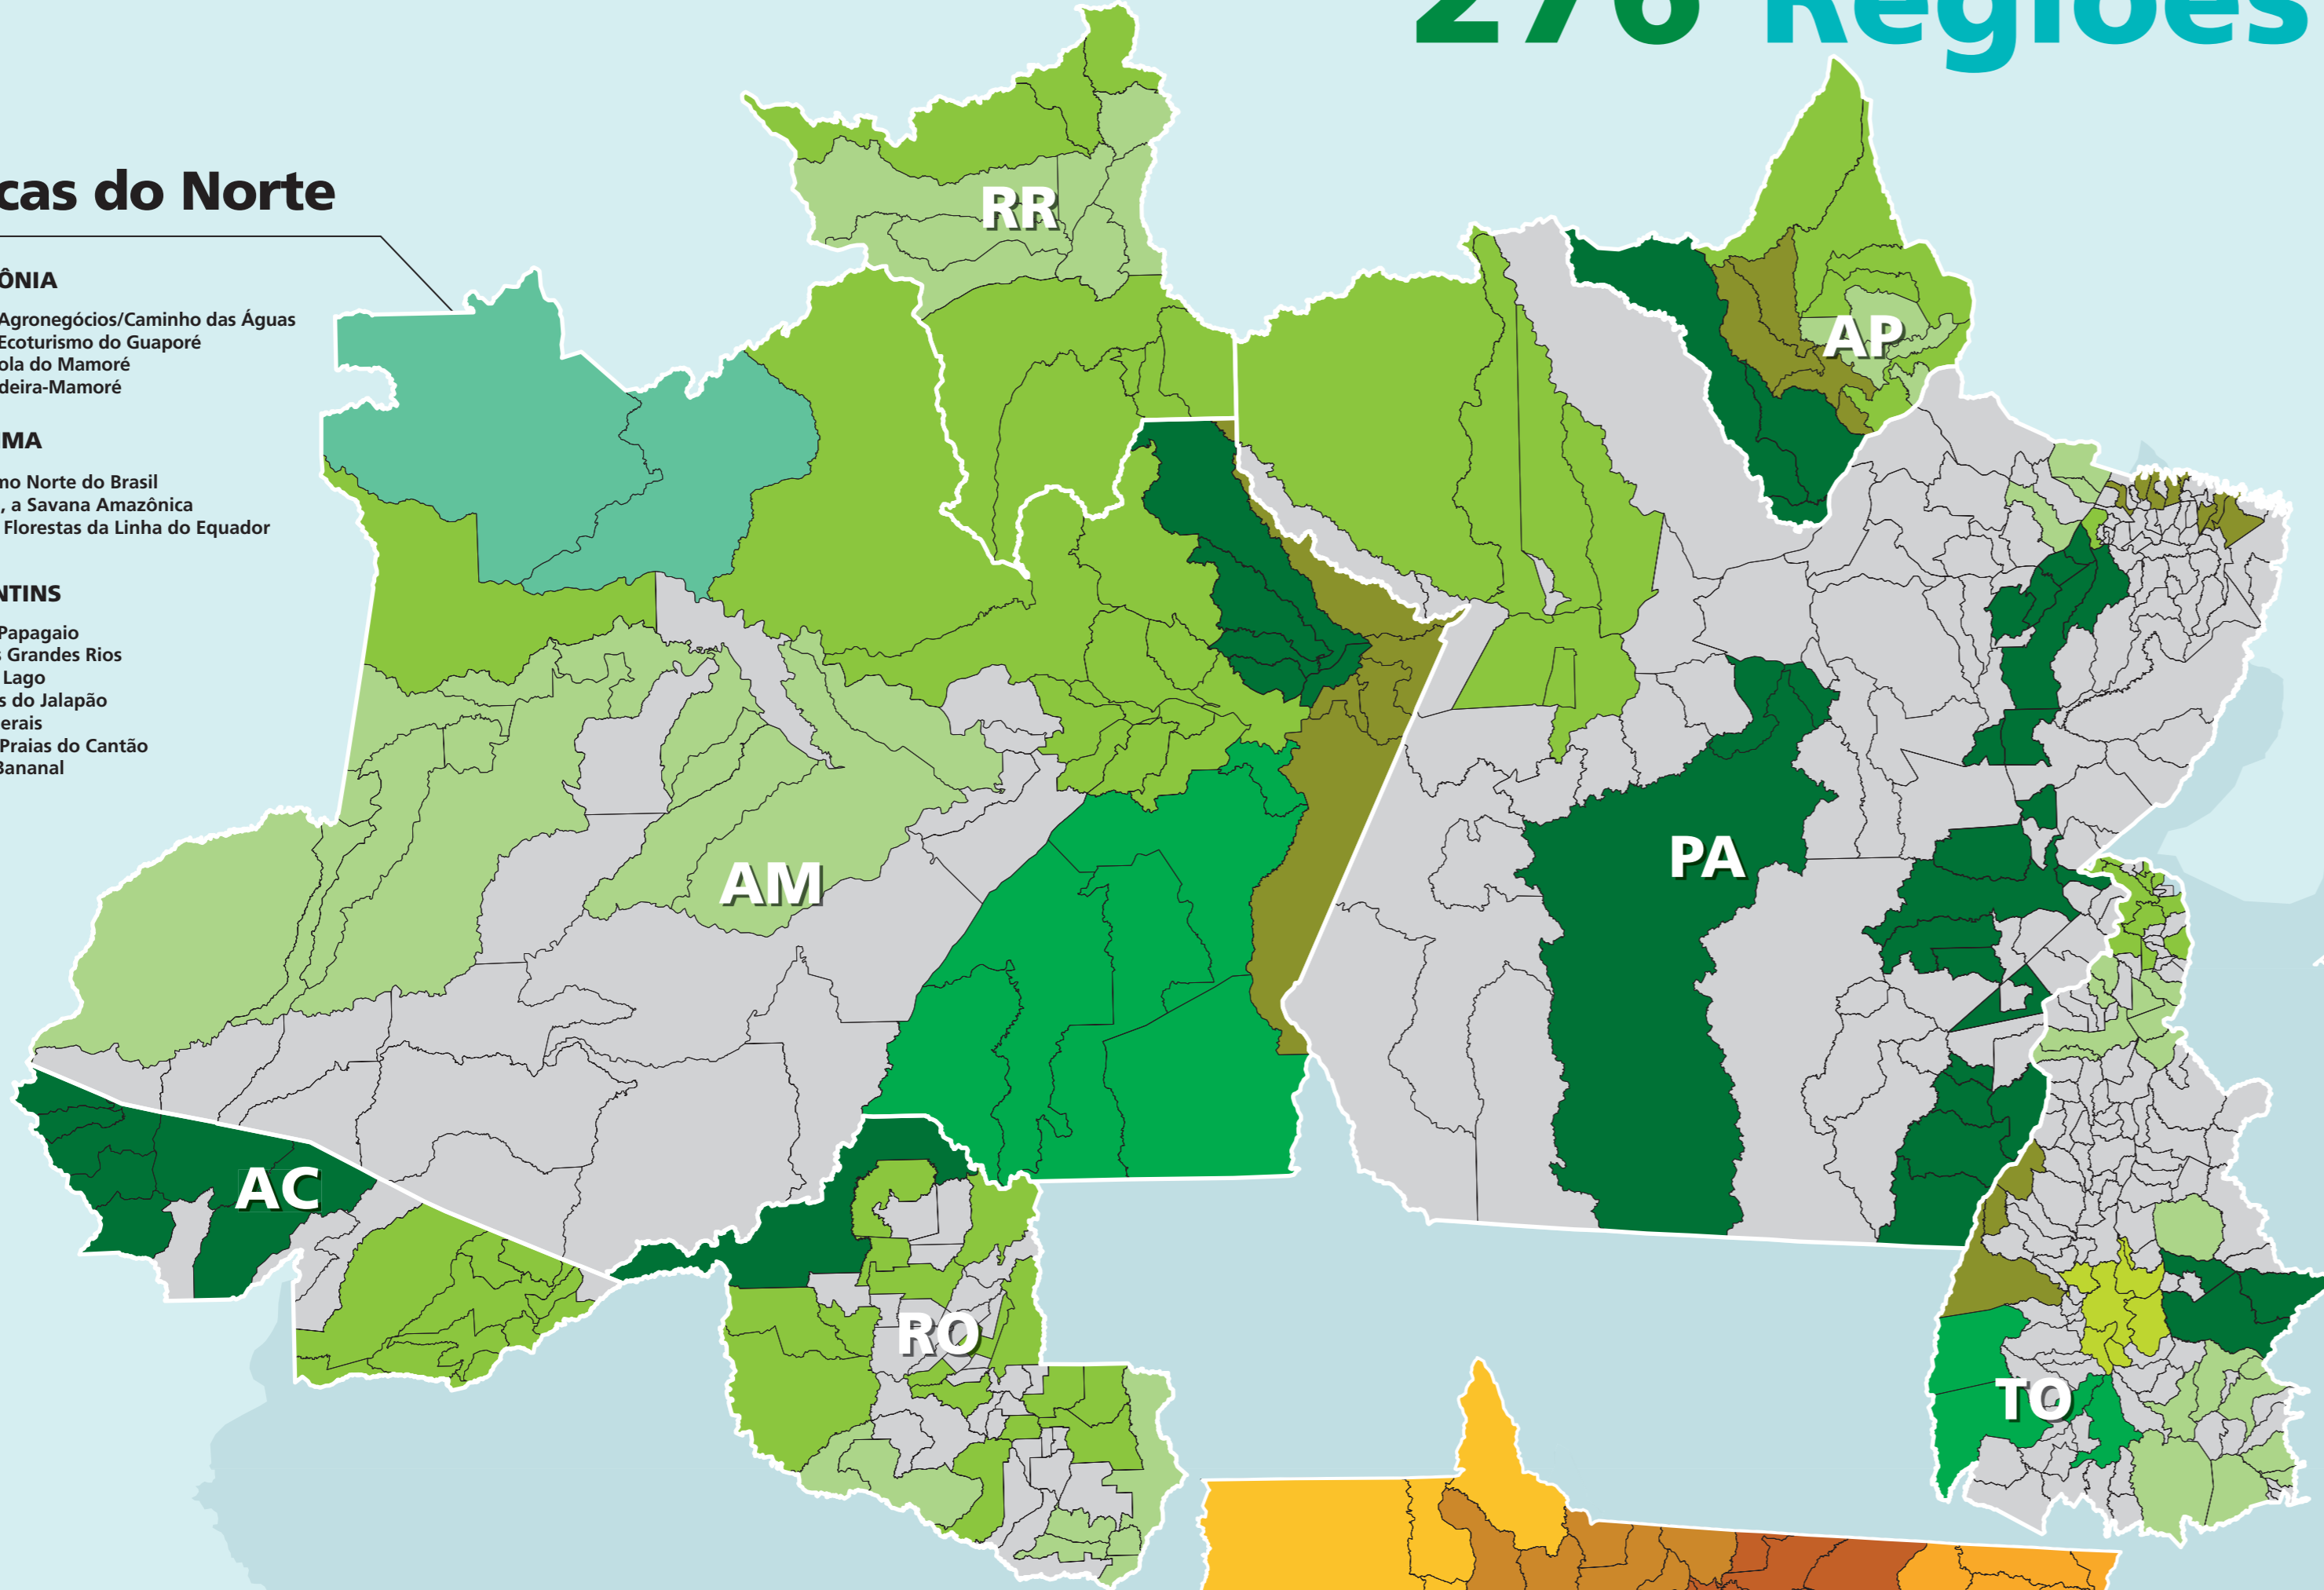 276 Regiões
cas do Norte
ÔNIA
Agronegócios/Caminho das Águas
Ecoturismo do Guaporé
ola do Mamoré
deira-Mamoré
MA
mo Norte do Brasil
, a Savana Amazônica
Florestas da Linha do Equador
NTINS
Papagaio
s Grandes Rios
Lago
s do Jalapão
erais
Praias do Cantão
Bananal
RR
AP
AM
PA
AC
RO
TO